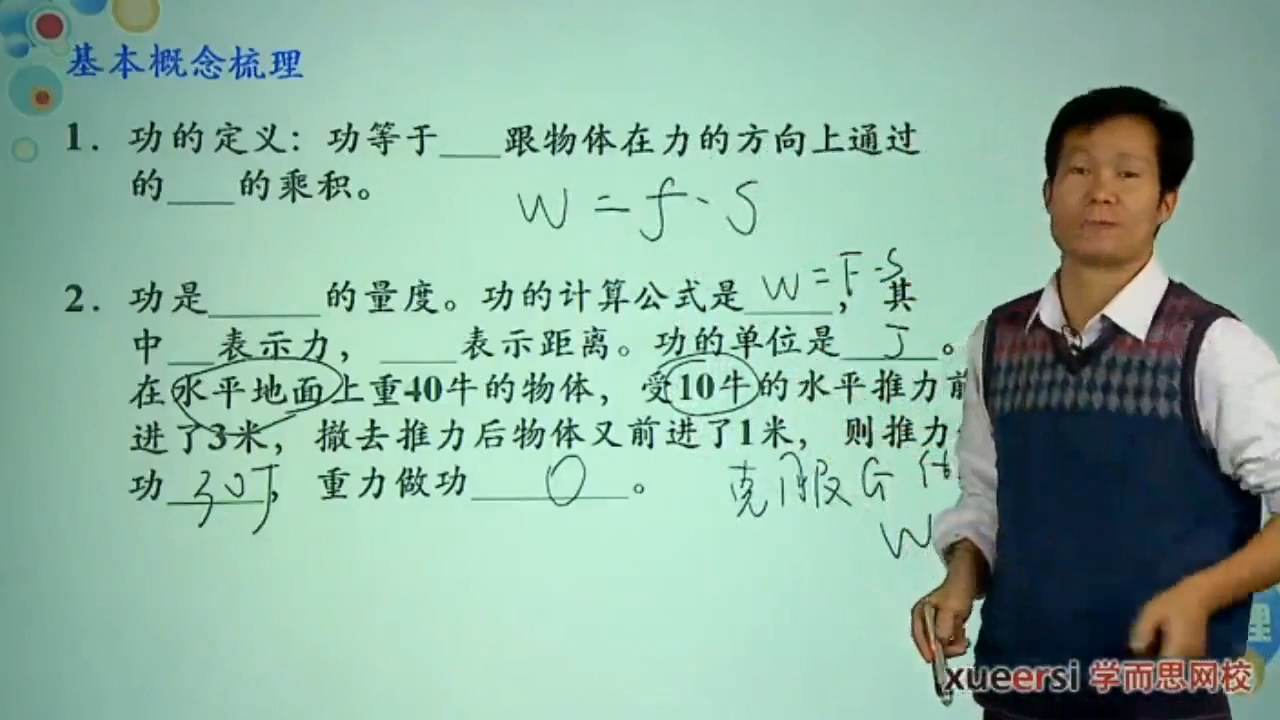 基本概念梳理
1. 功的定义：功等于___跟物体在力的方向上通过
的___的乘积。
W = f · S
2. 功是_____的量度。功的计算公式是W = F · S，其
中__表示力，___表示距离。功的单位是 J 。
在水平地面上重40牛的物体，受10牛的水平推力前
进了3米，撤去推力后物体又前进了1米，则推力
功 30J，重力做功 0 。
克服G
W
理
xueersi 学而思网校